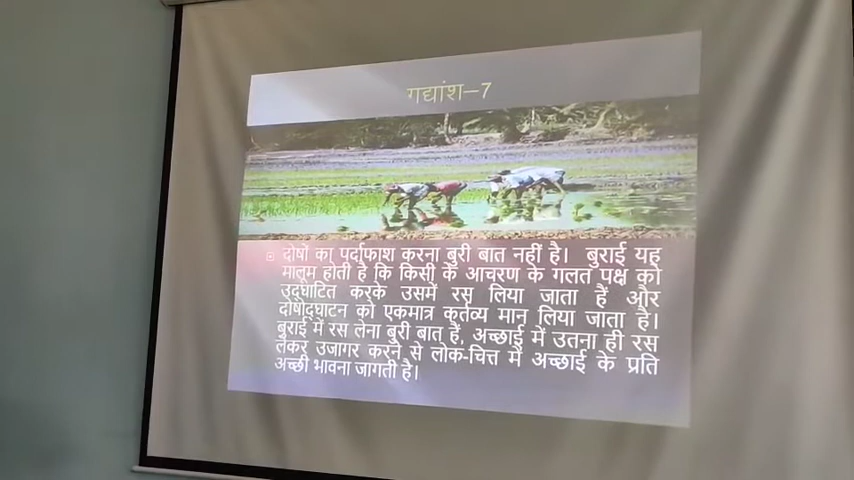 गद्यांश–7
दोषों का पर्दाफाश करना बुरी बात नहीं है। बुराई यह
मालूम होती है कि किसी के आचरण के गलत पक्ष को
उद्घाटित करके उसमें रस लिया जाता है और
दोषोद्घाटन को एकमात्र कर्तव्य मान लिया जाता है।
बुराई में रस लेना बुरी बात है, अच्छाई में उतना ही रस
लेकर उजागर करने से लोक-चित्त में अच्छाई के प्रति
अच्छी भावना जागती है।